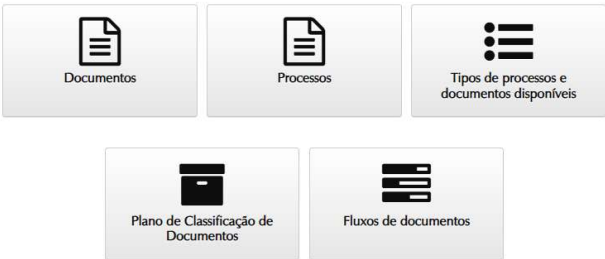 Documentos
Processos
Tipos de processos e
documentos disponíveis
Plano de Classificação de
Documentos
Fluxos de documentos